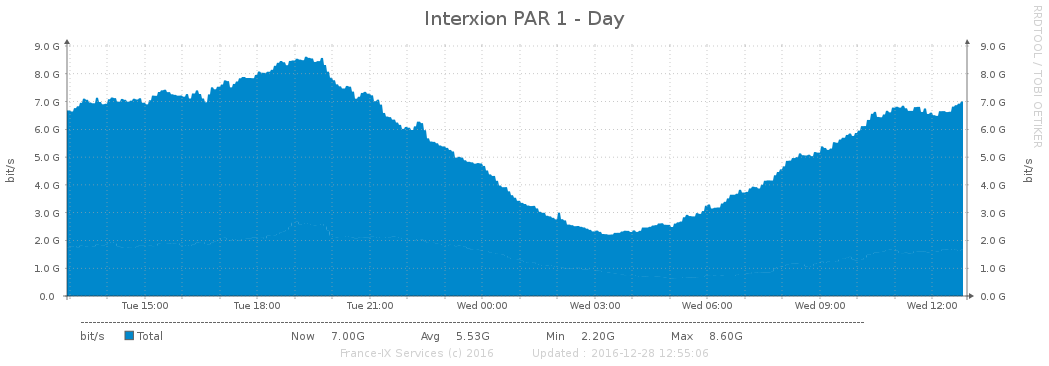 Interxion PAR 1 - Day
RRDTOOL / TOBI OETIKER
9.0 G 9.0 G
8.0 G 8.0 G
7.0 G 7.0 G
6.0 G 6.0 G
5.0 G 5.0 G
4.0 G 4.0 G
3.0 G 3.0 G
2.0 G 2.0 G
1.0 G 1.0 G
0.0 0.0 G
bit/s
bit/s
Tue 15:00 Tue 18:00 Tue 21:00 Wed 00:00 Wed 03:00 Wed 06:00 Wed 09:00 Wed 12:00
bit/s Total Now 7.00G Avg 5.53G Min 2.20G Max 8.60G
France-IX Services (c) 2016 Updated : 2016-12-28 12:55:06